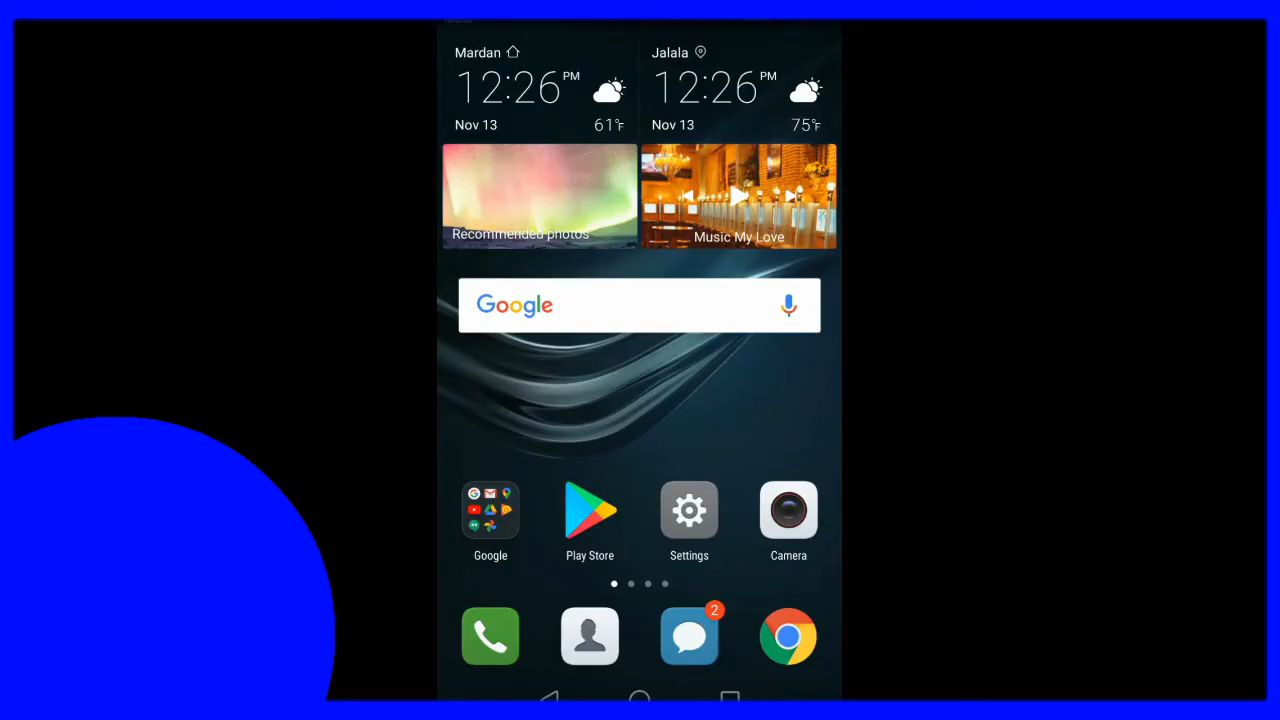 Mardan
Jalala
12:26 PM
12:26 PM
Nov 13
61°F
Nov 13
75°F
Recommended photos
Music My Love
Google
Google
Play Store
Settings
Camera
2